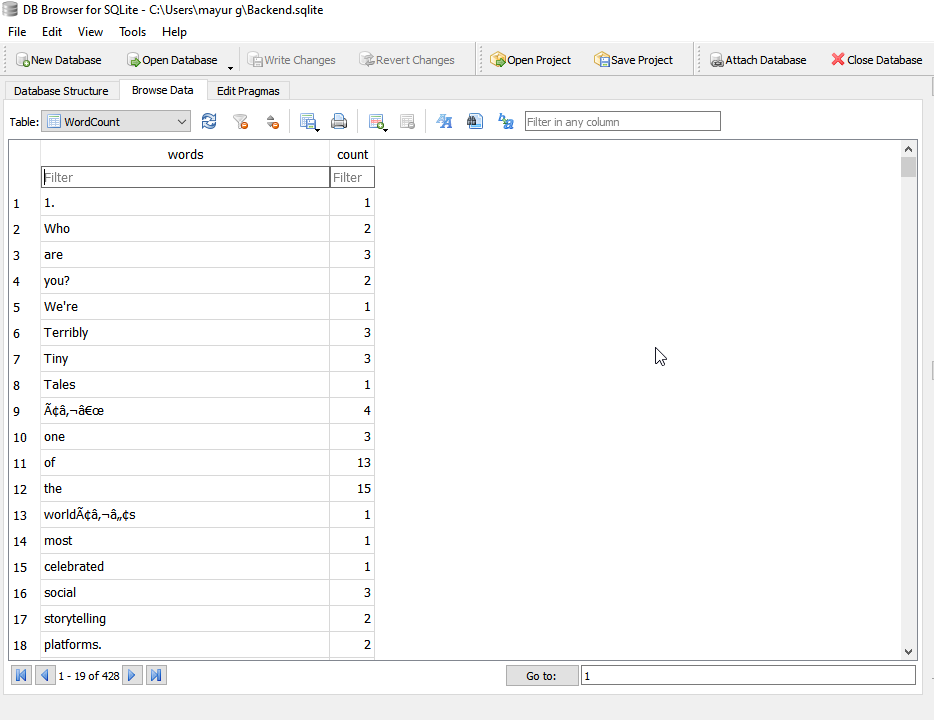 DB Browser for SQLite - C:\Users\mayur g\Backend.sqlite
File Edit View Tools Help
New Database Open Database Write Changes Revert Changes Open Project Save Project Attach Database Close Database
Database Structure Browse Data Edit Pragmas
Table: WordCount Filter in any column
words count
Filter Filter
1 1. 1
2 Who 2
3 are 3
4 you? 2
5 We're 1
6 Terribly 3
7 Tiny 3
8 Tales 1
9 Ã¢â‚¬â€œ 4
10 one 3
11 of 13
12 the 15
13 worldÃ¢â‚¬â„¢s 1
14 most 1
15 celebrated 1
16 social 3
17 storytelling 2
18 platforms. 2
1 - 19 of 428 Go to: 1